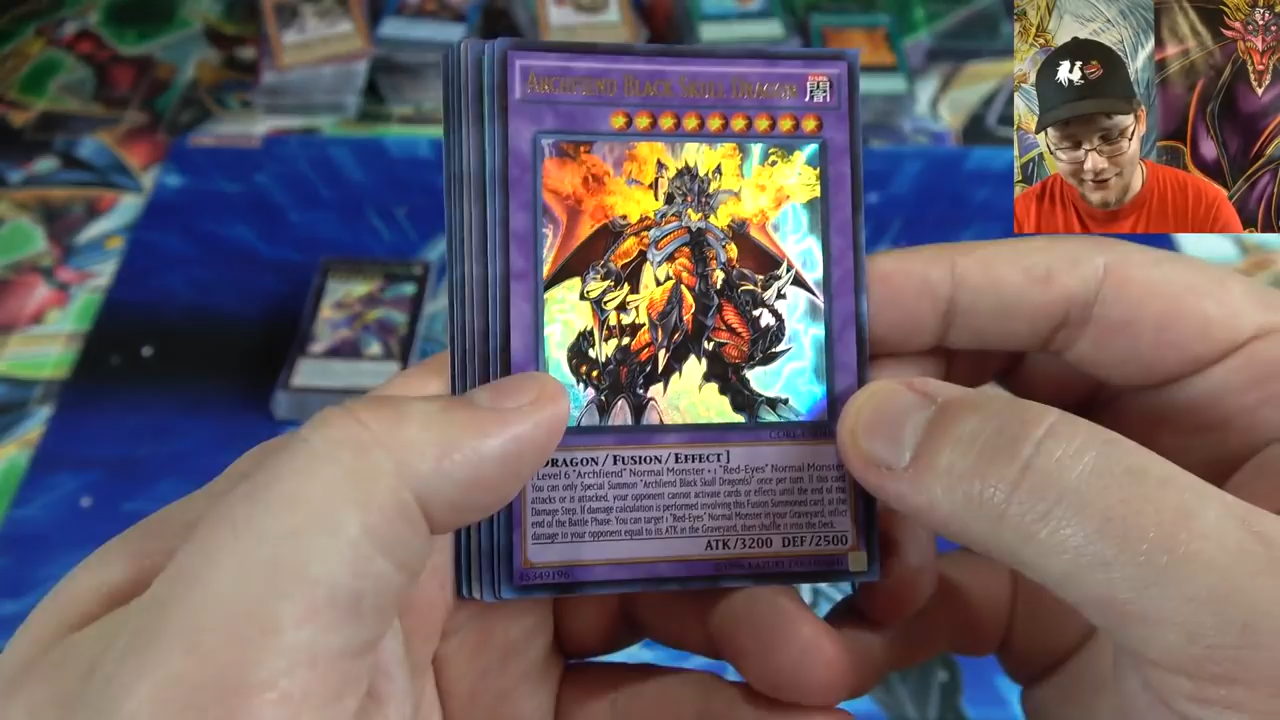 ARCHFIEND BLACK SKULL DRAGON
DARK
闇
DRAGON/FUSION/EFFECT]
1 Level 6 "Archfiend" Normal Monster + 1 "Red-Eyes" Normal Monster
You can only Special Summon "Archfiend Black Skull Dragon(s)" once per turn. If this card
attacks or is attacked, your opponent cannot activate cards or effects until the end of the
Damage Step. If damage calculation is performed involving this Fusion Summoned card, at the
end of the Battle Phase: You can target 1 "Red-Eyes" Normal Monster in your Graveyard, inflict
damage to your opponent equal to its ATK in the Graveyard, then shuffle it into the Deck.
ATK/3200 DEF/2500
45349196
©1996 KAZUKI TAKAHASHI